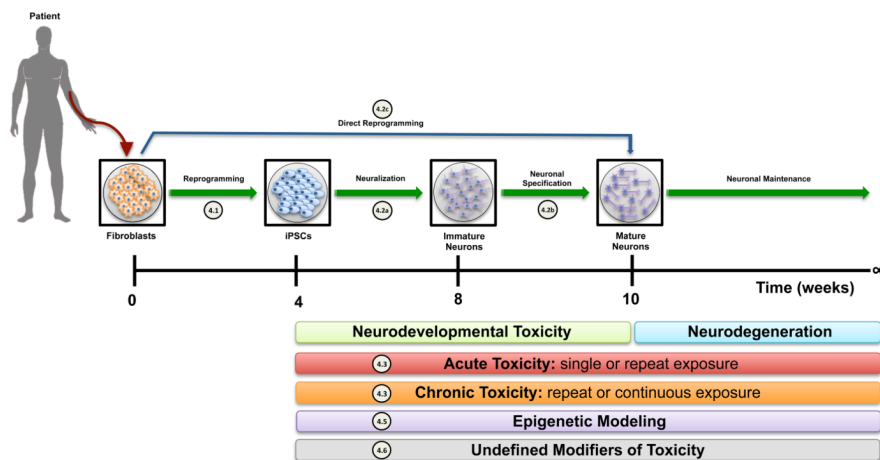 Patient
4.2c
Direct Reprogramming
Reprogramming
4.1
Neuralization
4.2a
Neuronal
Specification
4.2b
Neuronal Maintenance
Fibroblasts
iPSCs
Immature
Neurons
Mature
Neurons
0
4
8
10
∞
Time (weeks)
Neurodevelopmental Toxicity
Neurodegeneration
4.3 Acute Toxicity: single or repeat exposure
4.3 Chronic Toxicity: repeat or continuous exposure
4.5 Epigenetic Modeling
4.6 Undefined Modifiers of Toxicity